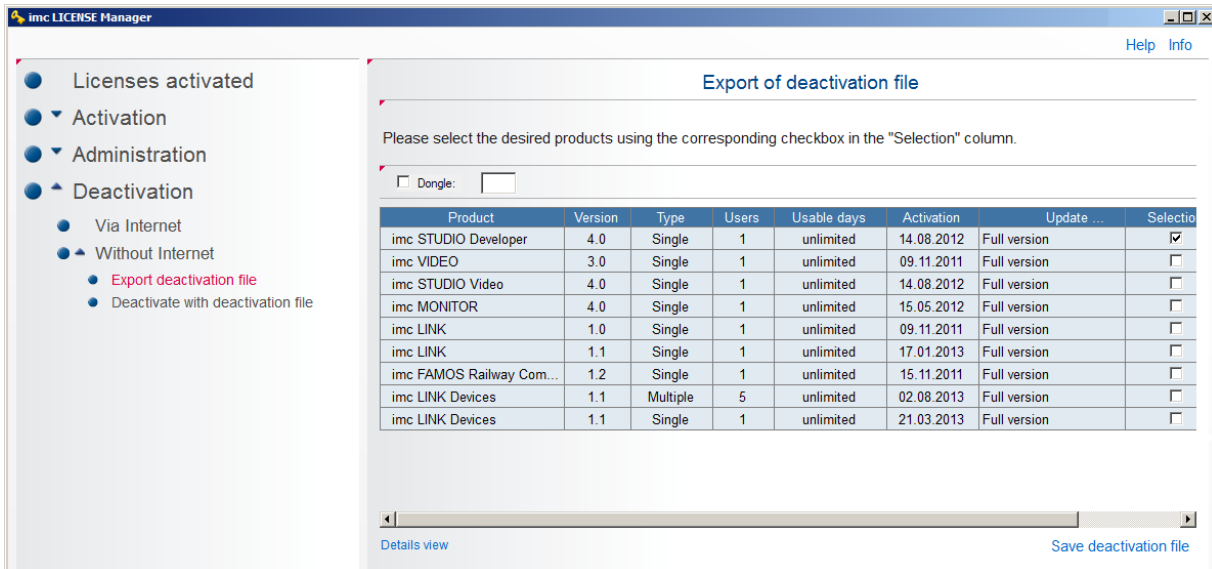 imc LICENSE Manager
Help Info
Licenses activated
Activation
Administration
Deactivation
Via Internet
Without Internet
Export deactivation file
Deactivate with deactivation file
Export of deactivation file
Please select the desired products using the corresponding checkbox in the "Selection" column.
Dongle:
Product Version Type Users Usable days Activation Update ... Selectio
imc STUDIO Developer 4.0 Single 1 unlimited 14.08.2012 Full version
imc VIDEO 3.0 Single 1 unlimited 09.11.2011 Full version
imc STUDIO Video 4.0 Single 1 unlimited 14.08.2012 Full version
imc MONITOR 4.0 Single 1 unlimited 15.05.2012 Full version
imc LINK 1.0 Single 1 unlimited 09.11.2011 Full version
imc LINK 1.1 Single 1 unlimited 17.01.2013 Full version
imc FAMOS Railway Com... 1.2 Single 1 unlimited 15.11.2011 Full version
imc LINK Devices 1.1 Multiple 5 unlimited 02.08.2013 Full version
imc LINK Devices 1.1 Single 1 unlimited 21.03.2013 Full version
Details view
Save deactivation file